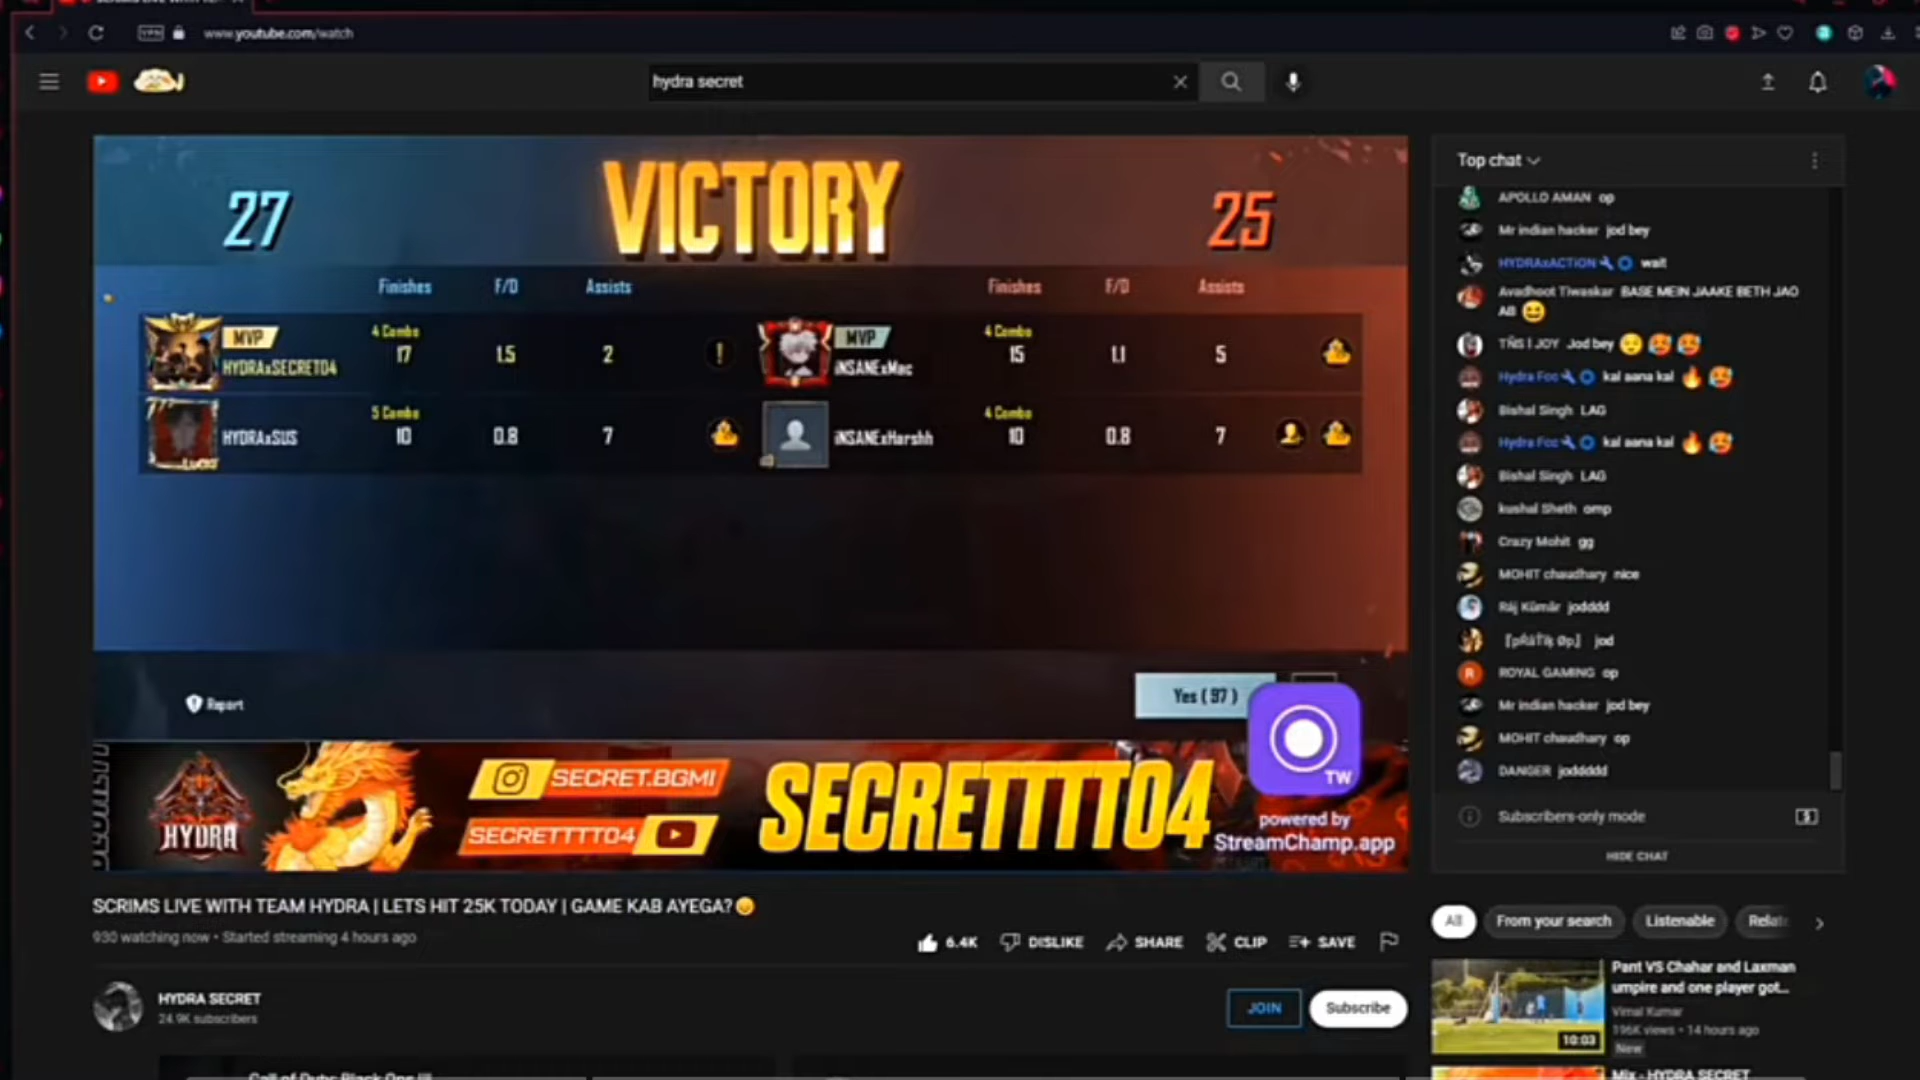 VPN www.youtube.com/watch
hydra secret
27 VICTORY 25
Finishes F/D Assists Finishes F/D Assists
MVP HYDRAxSECRET04 4 Combo 17 1.5 2 MVP iNSANExMac 4 Combo 15 1.1 5
HYDRAxSUS 5 Combo 10 0.8 7 iNSANExHarshh 4 Combo 10 0.8 7
Report
Yes ( 97 )
HYDRA
SECRET.BGMI
SECRETTTT04
SECRETTTT04
TW
powered by
StreamChamp.app
SCRIMS LIVE WITH TEAM HYDRA | LETS HIT 25K TODAY | GAME KAB AYEGA?😔
930 watching now • Started streaming 4 hours ago
6.4K DISLIKE SHARE CLIP SAVE
HYDRA SECRET
24.9K subscribers
JOIN Subscribe
Top chat
APOLLO AMAN op
Mr indian hacker jod bey
HYDRAxACTION wait
Avadhoot Tiwaskar BASE MEIN JAAKE BETH JAO
AB 😆
TÑS I JOY Jod bey 😌 🥵 🥵
Hydra Fcc kal aana kal 🔥 🥵
Bishal Singh LAG
Hydra Fcc kal aana kal 🔥 🥵
Bishal Singh LAG
kushal Sheth omp
Crazy Mohit gg
MOHIT chaudhary nice
Ráj Kümär jodddd
jod
ROYAL GAMING op
Mr indian hacker jod bey
MOHIT chaudhary op
DANGER joddddd
Subscribers-only mode
HIDE CHAT
All From your search Listenable
Pant VS Chahar and Laxman
umpire and one player got...
Vimal Kumar
196K views • 14 hours ago
New
10:03
Mix - HYDRA SECRET